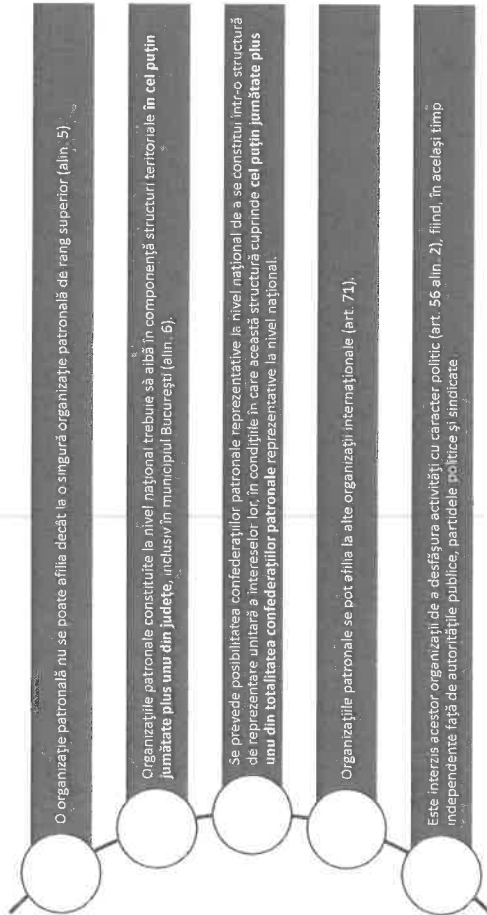 O organizație patronală nu se poate afilia decât la o singură organizație patronală de rang superior (alin. 5)
Organizațiile patronale constituite la nivel național trebuie să albă în componență structuri teritoriale în cel puțin
jumătate plus unu din județe, inclusiv în municipiul București (alin. 6).
Se prevede posibilitatea confederațiilor patronale reprezentative la nivel național de a se constitui într-o structură
de reprezentare unitară a intereselor lor, în condițiile în care această structură cuprinde cel puțin jumătate plus
unu din totalitatea confederațiilor patronale reprezentative la nivel național.
Organizațiile patronale se pot afilia la alte organizații internaționale (art. 71).
Este interzis acestor organizații de a desfășura activități cu caracter politic (art. 56 alin. 2), fiind, în același timp
independente față de autoritățile publice, partidele politice și sindicate